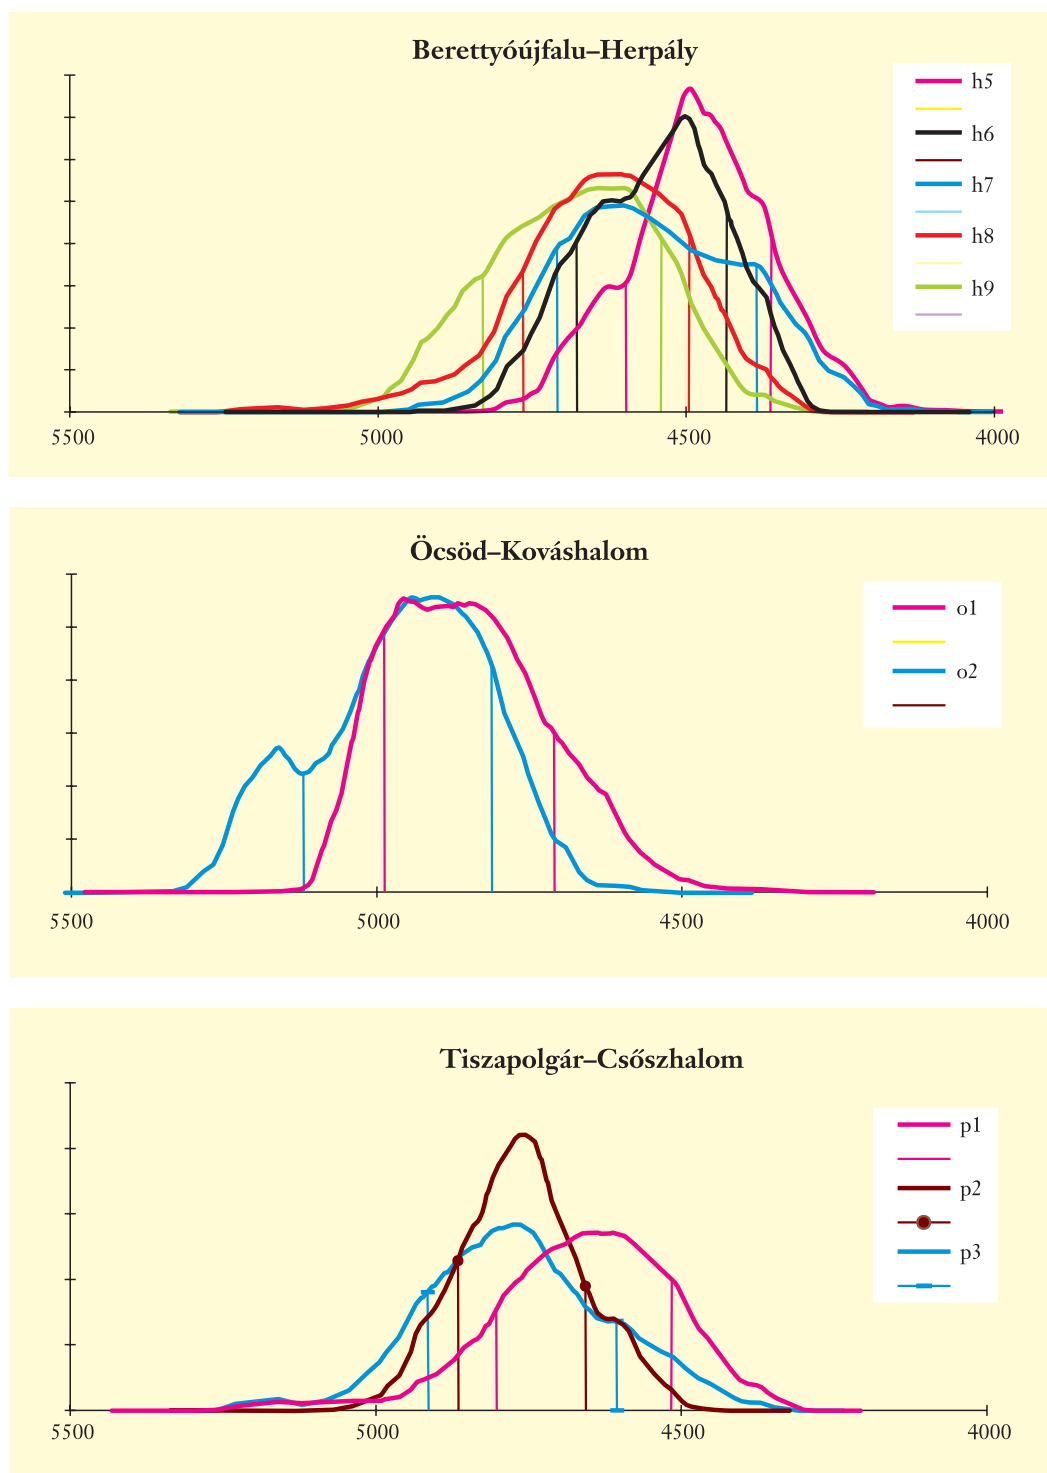 Berettyóújfalu–Herpály
h5
h6
h7
h8
h9
5500 5000 4500 4000
Öcsöd–Kováshalom
o1
o2
5500 5000 4500 4000
Tiszapolgár–Csőszhalom
p1
p2
p3
5500 5000 4500 4000